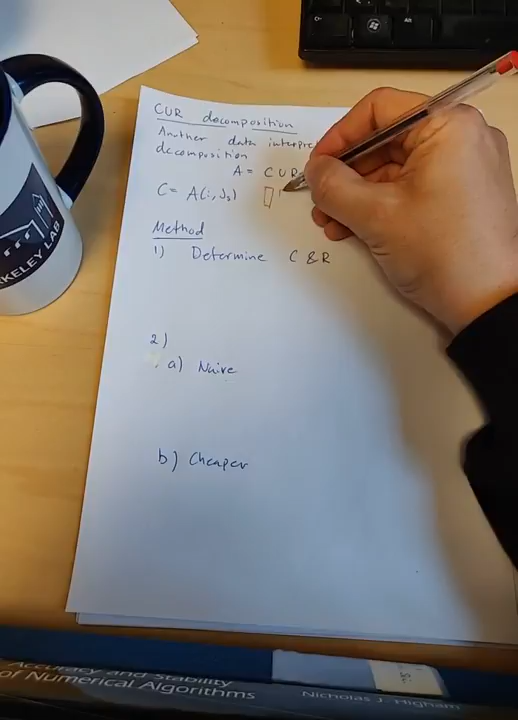 CUR decomposition
Another data interpre
decomposition
A = CUR
C = A(:, Js)
Method
1) Determine C & R
2)
a) Naive
b) Cheaper
KELEY LAB
Accuracy and Stability
of Numerical Algorithms
Nicholas J. Higham